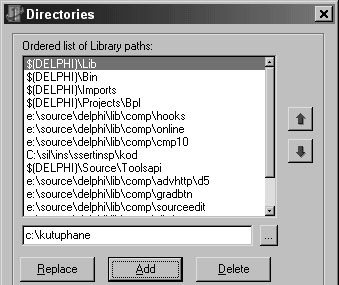 Directories
Ordered list of Library paths:
$(DELPHI)\Lib
$(DELPHI)\Bin
$(DELPHI)\Imports
$(DELPHI)\Projects\Bpl
e:\source\delphi\lib\comp\hooks
e:\source\delphi\lib\comp\online
e:\source\delphi\lib\comp\cmp10
C:\sil\ins\ssertinsp\kod
$(DELPHI)\Source\Toolsapi
e:\source\delphi\lib\comp\advhttp\d5
e:\source\delphi\lib\comp\gradbtn
e:\source\delphi\lib\comp\sourceedit
c:\kutuphane
...
Replace Add Delete